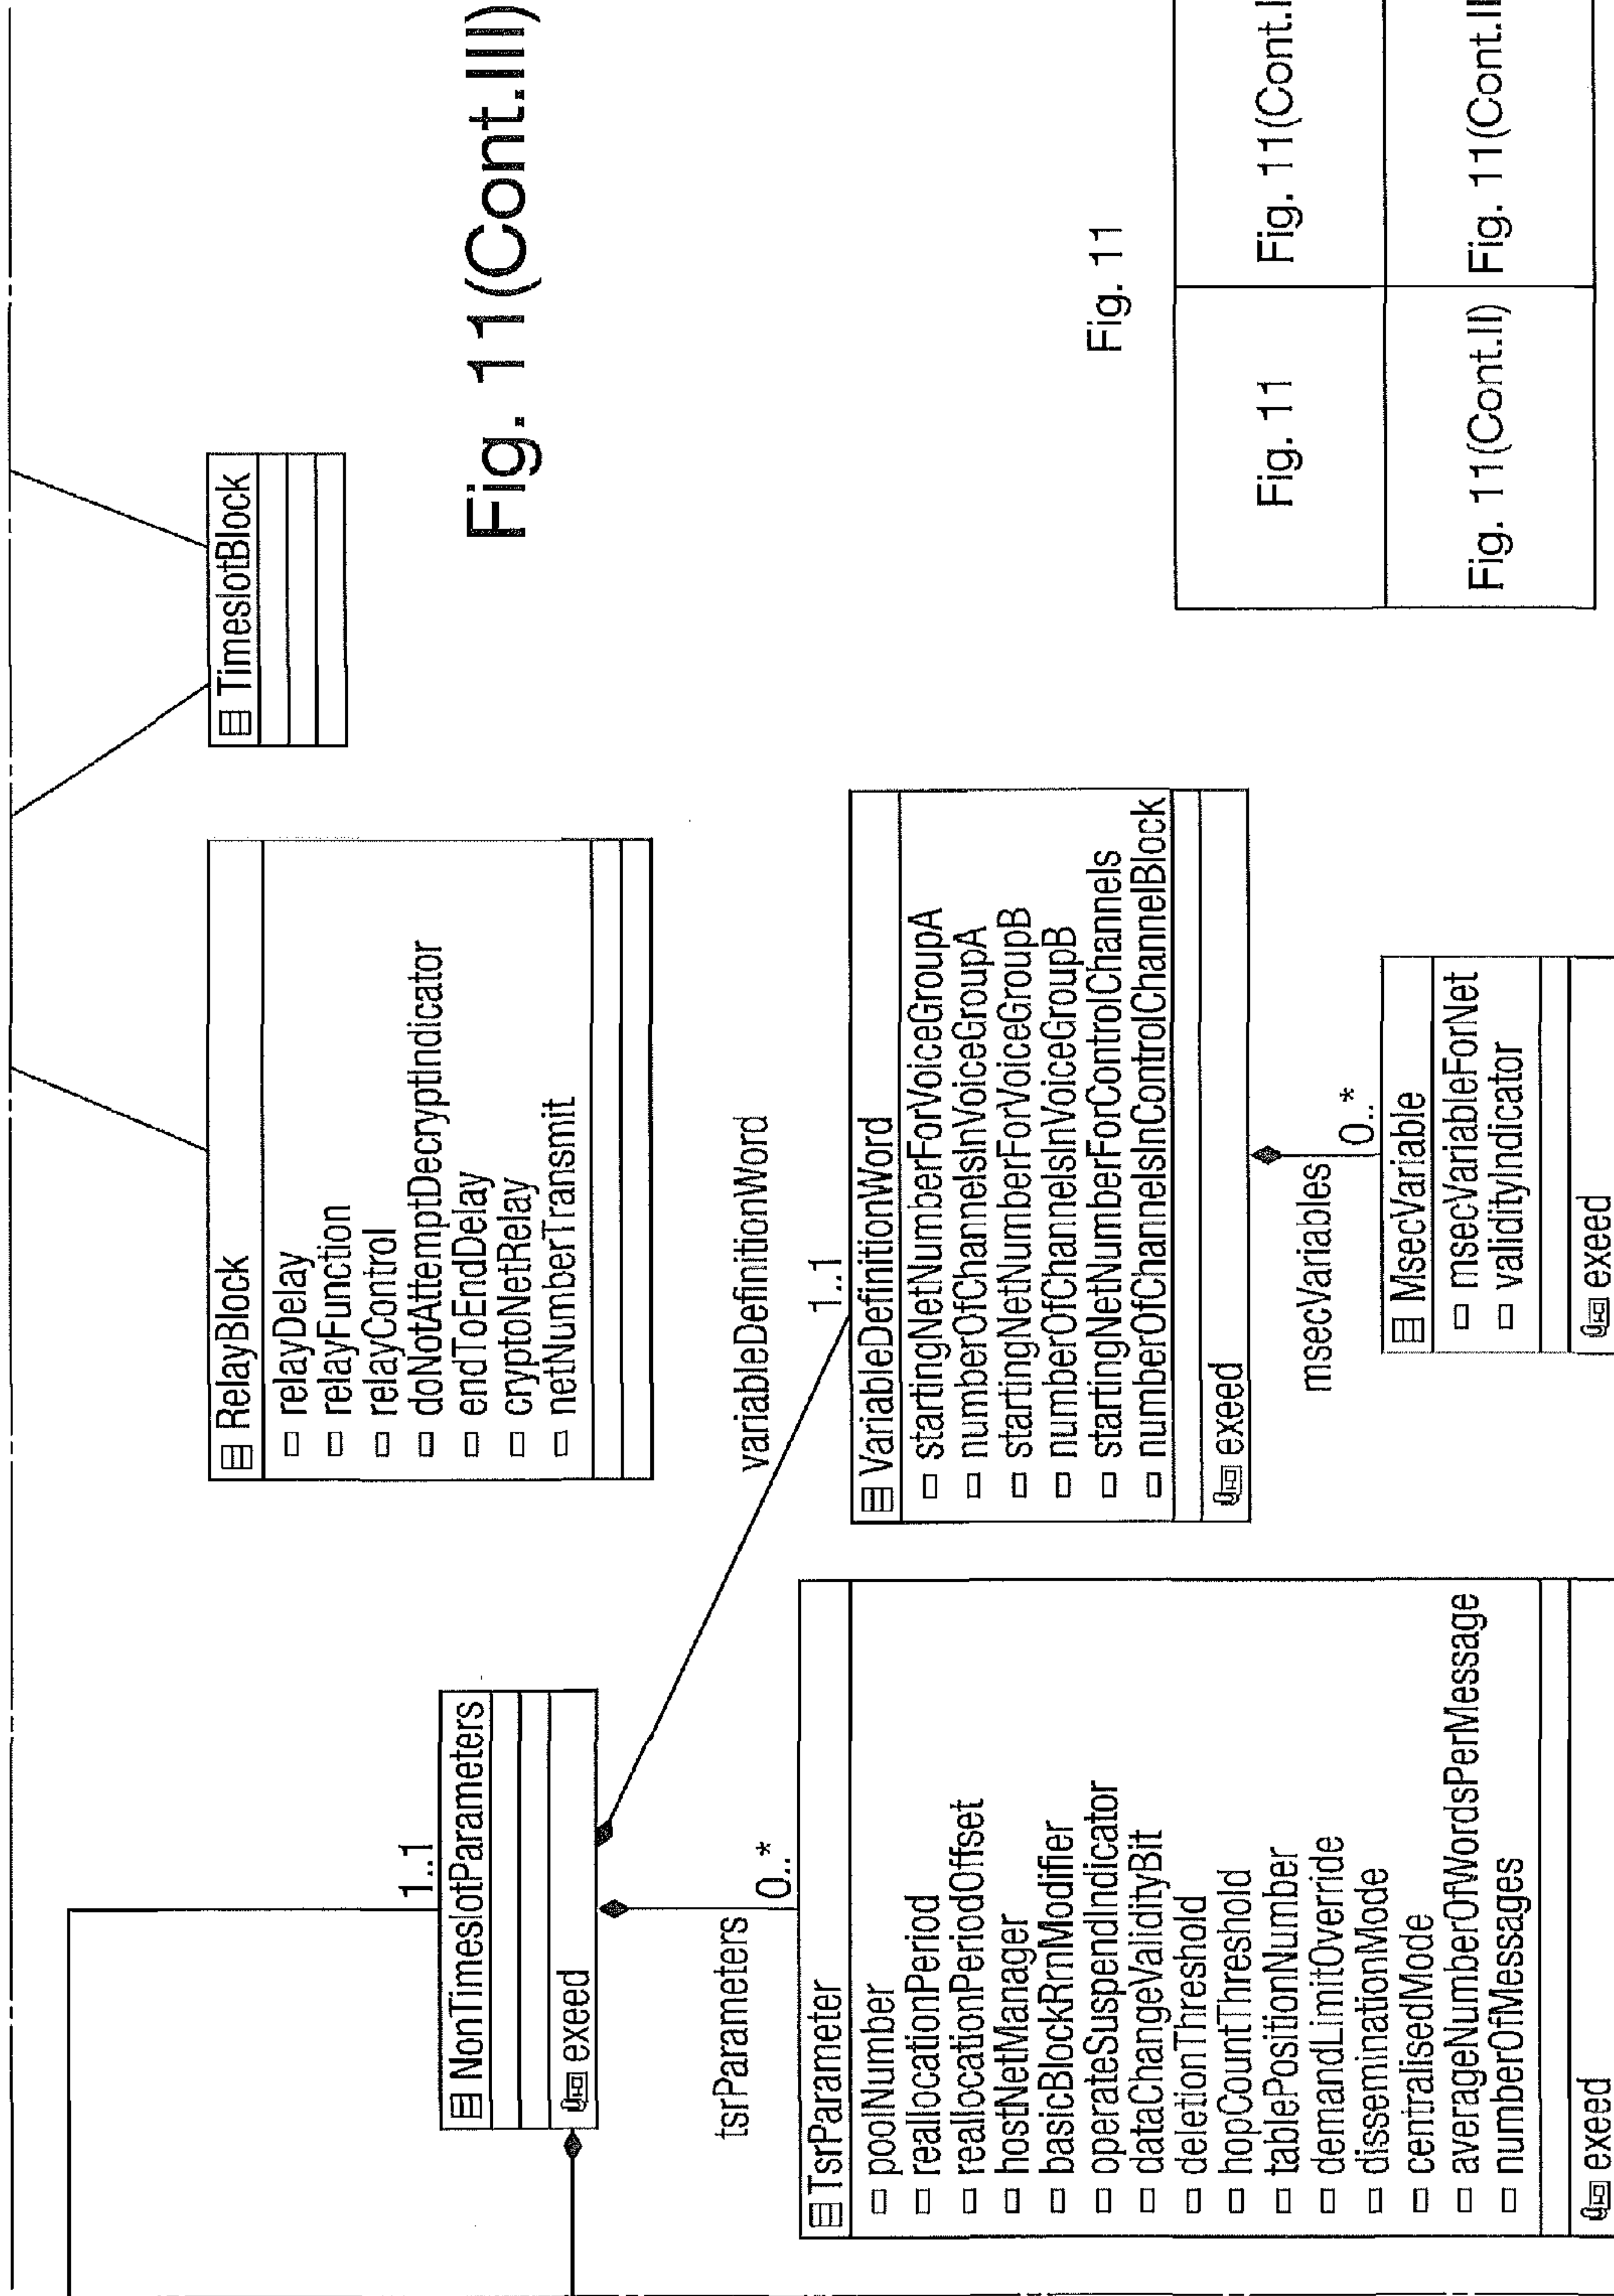 RelayBlock
relayDelay
relayFunction
relayControl
doNotAttemptDecryptIndicator
endToEndDelay
cryptoNetRelay
netNumberTransmit
TimeslotBlock
Fig. 11(Cont.III)
1..1
NonTimeslotParameters
exeed
tsrParameters
0..*
variableDefinitionWord
1..1
TsrParameter
poolNumber
reallocationPeriod
reallocationPeriodOffset
hostNetManager
basicBlockRrnModifier
operateSuspendIndicator
dataChangeValidityBit
deletionThreshold
hopCountThreshold
tablePositionNumber
demandLimitOverride
disseminationMode
centralisedMode
averageNumberOfWordsPerMessage
numberOfMessages
exeed
VariableDefinitionWord
startingNetNumberForVoiceGroupA
numberOfChannelsInVoiceGroupA
startingNetNumberForVoiceGroupB
numberOfChannelsInVoiceGroupB
startingNetNumberForControlChannels
numberOfChannelsInControlChannelBlock
exeed
msecVariables
0..*
MsecVariable
msecVariableForNet
validityIndicator
exeed
Fig. 11
Fig. 11
Fig. 11(Cont.I
Fig. 11(Cont.II)
Fig. 11(Cont.II